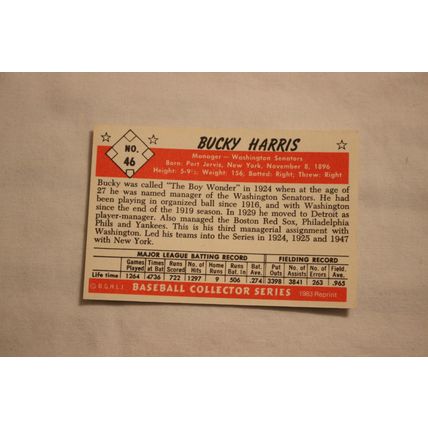 NO.
46
BUCKY HARRIS
Manager—Washington Senators
Born: Port Jervis, New York, November 8, 1896
Height: 5-9½; Weight: 156; Batted: Right; Threw: Right
Bucky was called "The Boy Wonder" in 1924 when at the age of
27 he was named manager of the Washington Senators. He had
been playing in organized ball since 1916, and with Washington
since the end of the 1919 season. In 1929 he moved to Detroit as
player-manager. Also managed the Boston Red Sox, Philadelphia
Phils and Yankees. This is his third managerial assignment with
Washington. Led his teams into the Series in 1924, 1925 and 1947
with New York.
MAJOR LEAGUE BATTING RECORD FIELDING RECORD
Games Played Times at Bat Runs Scored No. of Hits Home Runs Runs Bat. In Bat. Ave. Put Outs No. of Assists No. of Errors Field. Ave.
Life time 1264 4736 722 1297 9 506 .274 3398 3841 263 .965
© B.G.H.L.I. BASEBALL COLLECTOR SERIES 1983 Reprint